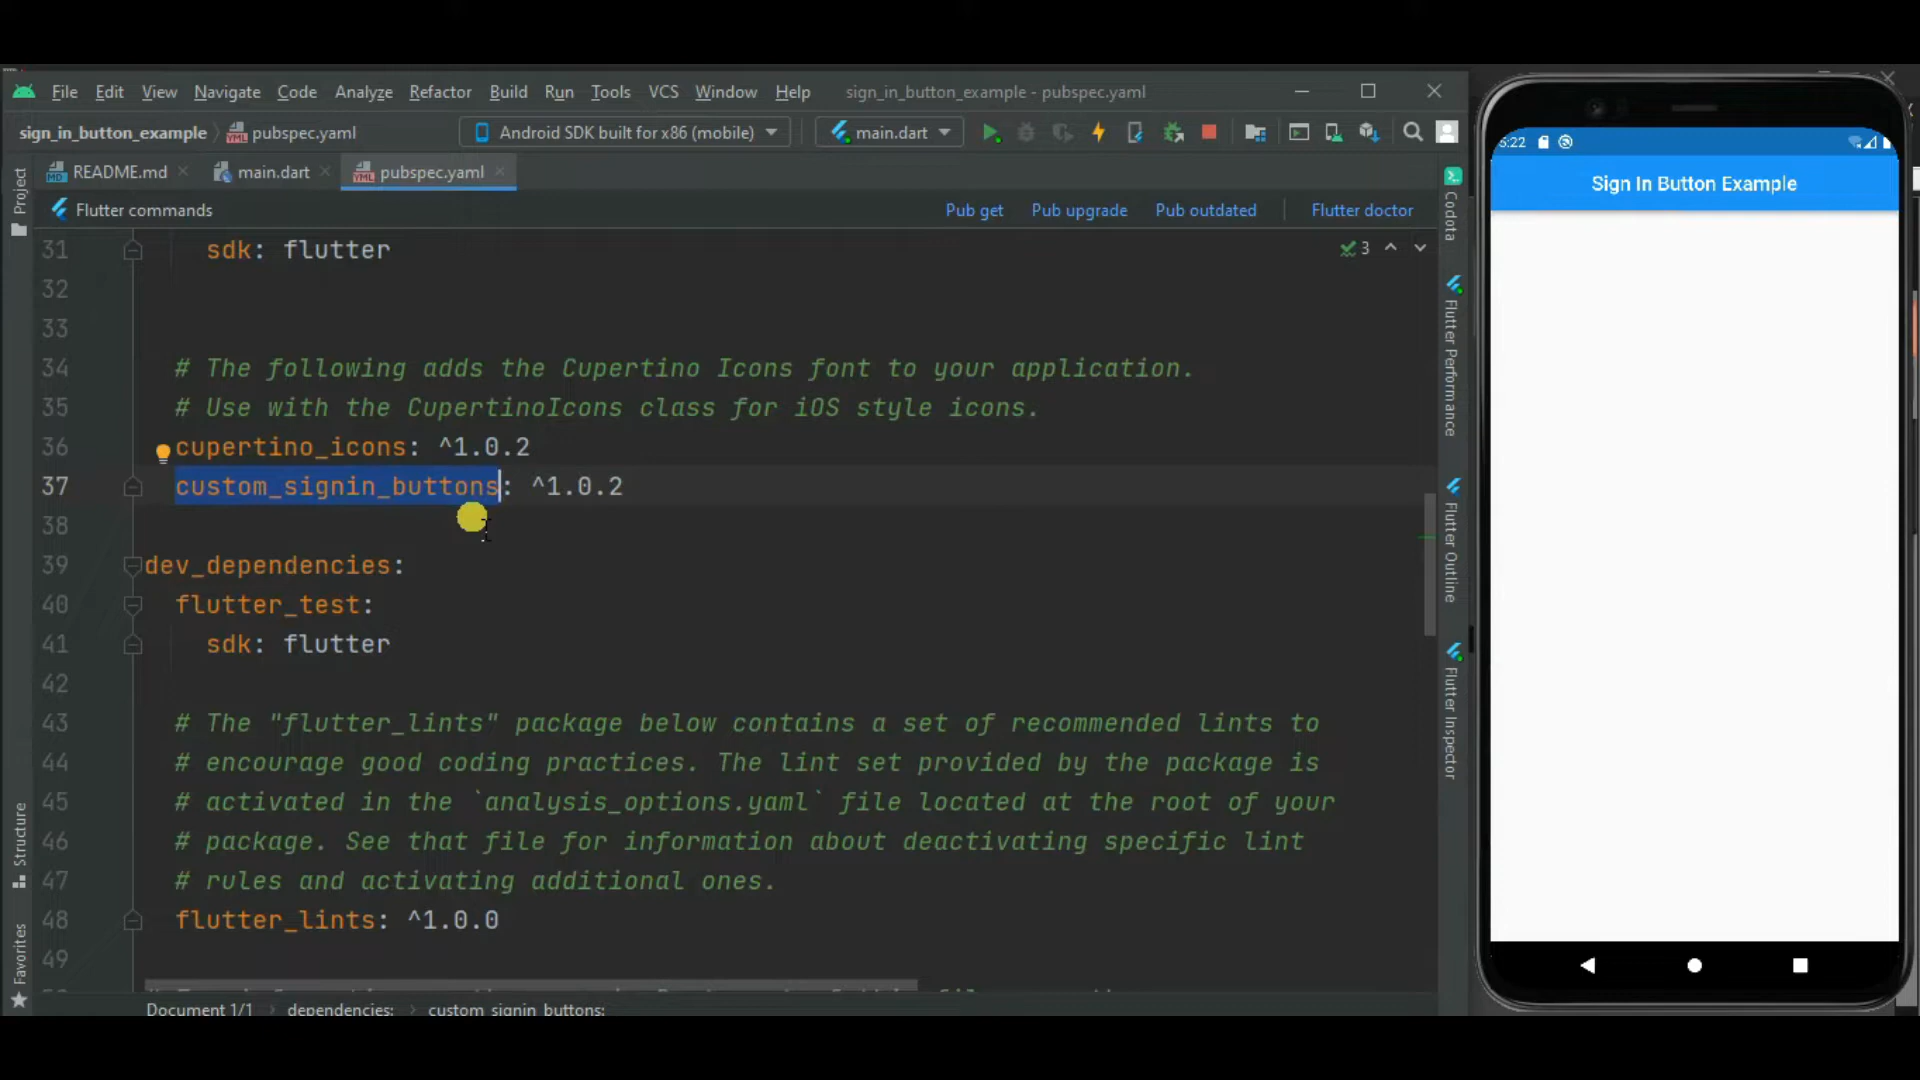 File Edit View Navigate Code Analyze Refactor Build Run Tools VCS Window Help sign_in_button_example - pubspec.yaml
sign_in_button_example pubspec.yaml Android SDK built for x86 (mobile) main.dart
README.md main.dart pubspec.yaml
Flutter commands Pub get Pub upgrade Pub outdated Flutter doctor
31 sdk: flutter 3
32
33
34 # The following adds the Cupertino Icons font to your application.
35 # Use with the CupertinoIcons class for iOS style icons.
36 cupertino_icons: ^1.0.2
37 custom_signin_buttons: ^1.0.2
38
39 dev_dependencies:
40 flutter_test:
41 sdk: flutter
42
43 # The "flutter_lints" package below contains a set of recommended lints to
44 # encourage good coding practices. The lint set provided by the package is
45 # activated in the `analysis_options.yaml` file located at the root of your
46 # package. See that file for information about deactivating specific lint
47 # rules and activating additional ones.
48 flutter_lints: ^1.0.0
49
Document 1/1 dependencies: custom_signin_buttons:
Project
Structure
Favorites
Codota
Flutter Performance
Flutter Outline
Flutter Inspector
5:22
Sign In Button Example